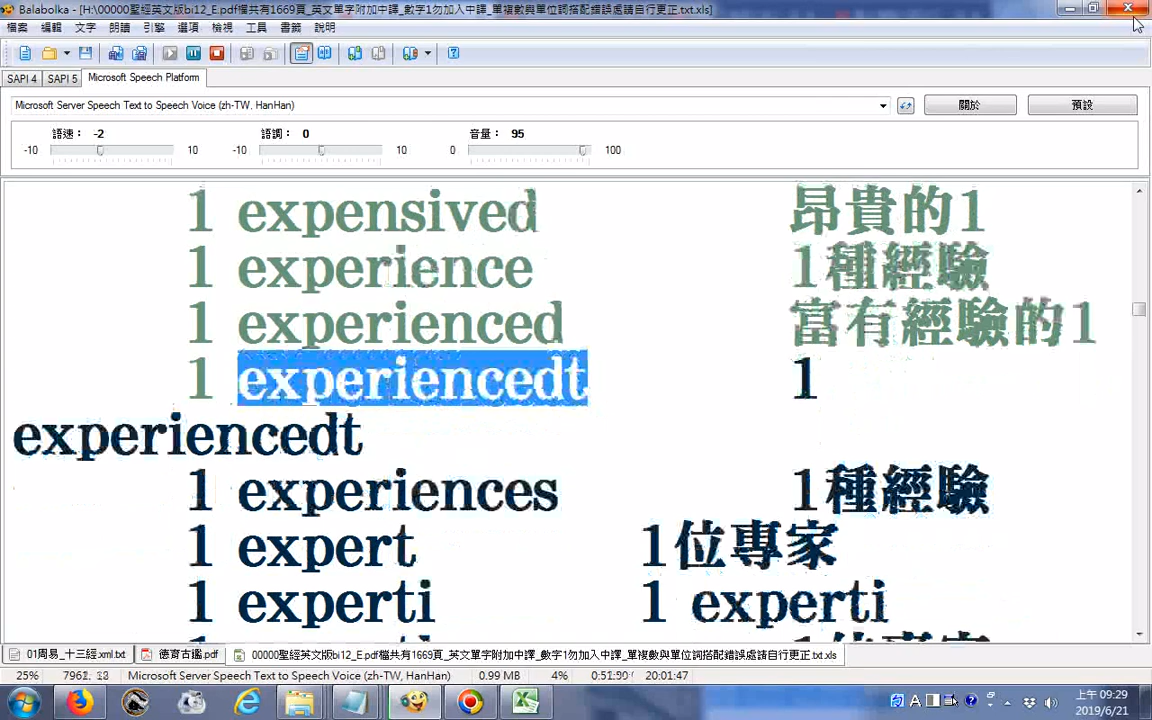 Balabolka - [H:\00000聖經英文版bi12_E.pdf檔共有1669頁_英文單字附加中譯_數字1勿加入中譯_單複數與單位詞搭配錯誤處請自行更正.txt.xls]
檔案 編輯 文字 朗讀 引擎 選項 檢視 工具 書籤 說明
SAPI 4 SAPI 5 Microsoft Speech Platform
Microsoft Server Speech Text to Speech Voice (zh-TW, HanHan) 關於 預設
語速： -2 語調： 0 音量： 95
-10 10 -10 10 0 100
1 expensived 昂貴的1
1 experience 1種經驗
1 experienced 富有經驗的1
1 experiencedt 1
experiencedt
1 experiences 1種經驗
1 expert 1位專家
1 experti 1 experti
01周易_十三經.xml.txt 德育古鑑.pdf 00000聖經英文版bi12_E.pdf檔共有1669頁_英文單字附加中譯_數字1勿加入中譯_單複數與單位詞搭配錯誤處請自行更正.txt.xls
25% Microsoft Server Speech Text to Speech Voice (zh-TW, HanHan) 0.99 MB 4% 20:01:47
上午 09:29
2019/6/21